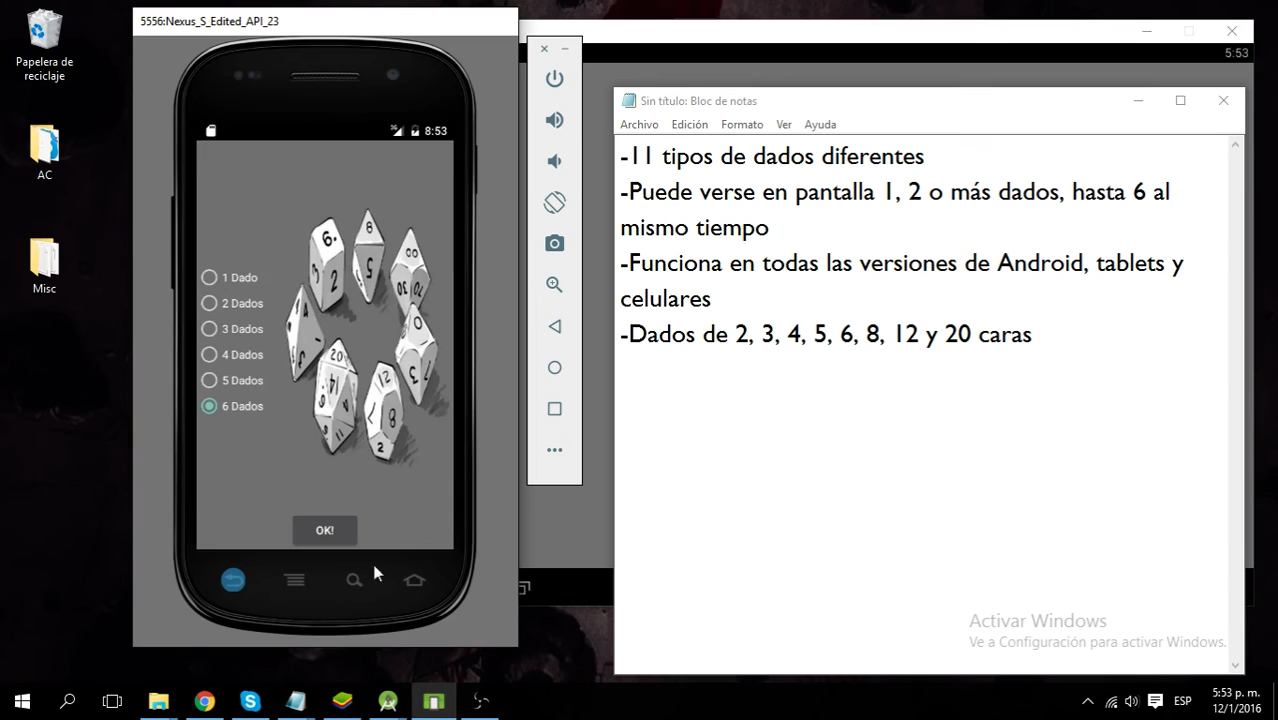 5556:Nexus_S_Edited_API_23
Papelera de
reciclaje
AC
Misc
8:53
1 Dado
2 Dados
3 Dados
4 Dados
5 Dados
6 Dados
OK!
5:53
Sin título: Bloc de notas
Archivo Edición Formato Ver Ayuda
-11 tipos de dados diferentes
-Puede verse en pantalla 1, 2 o más dados, hasta 6 al
mismo tiempo
-Funciona en todas las versiones de Android, tablets y
celulares
-Dados de 2, 3, 4, 5, 6, 8, 12 y 20 caras
Activar Windows
Ve a Configuración para activar Windows.
ESP
5:53 p. m.
12/1/2016